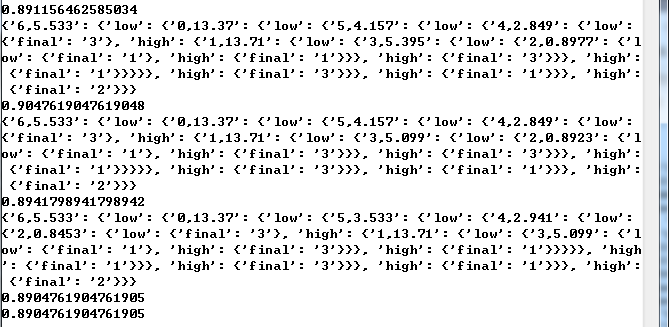 0.891156462585034
{'6,5.533': {'low': {'0,13.37': {'low': {'5,4.157': {'low': {'4,2.849': {'low':
{'final': '3'}, 'high': {'1,13.71': {'low': {'3,5.395': {'low': {'2,0.8977': {'l
ow': {'final': '1'}, 'high': {'final': '1'}}}, 'high': {'final': '3'}}}, 'high':
 {'final': '1'}}}}}, 'high': {'final': '3'}}}, 'high': {'final': '1'}}}, 'high':
 {'final': '2'}}}
0.9047619047619048
{'6,5.533': {'low': {'0,13.37': {'low': {'5,4.157': {'low': {'4,2.849': {'low':
{'final': '3'}, 'high': {'1,13.71': {'low': {'3,5.099': {'low': {'2,0.8923': {'l
ow': {'final': '1'}, 'high': {'final': '3'}}}, 'high': {'final': '3'}}}, 'high':
 {'final': '1'}}}}}, 'high': {'final': '3'}}}, 'high': {'final': '1'}}}, 'high':
 {'final': '2'}}}
0.8941798941798942
{'6,5.533': {'low': {'0,13.37': {'low': {'5,3.533': {'low': {'4,2.941': {'low':
{'2,0.8453': {'low': {'final': '3'}, 'high': {'1,13.71': {'low': {'3,5.099': {'l
ow': {'final': '1'}, 'high': {'final': '3'}}}, 'high': {'final': '1'}}}}}, 'high
': {'final': '1'}}}, 'high': {'final': '3'}}}, 'high': {'final': '1'}}}, 'high':
 {'final': '2'}}}
0.8904761904761905
0.8904761904761905